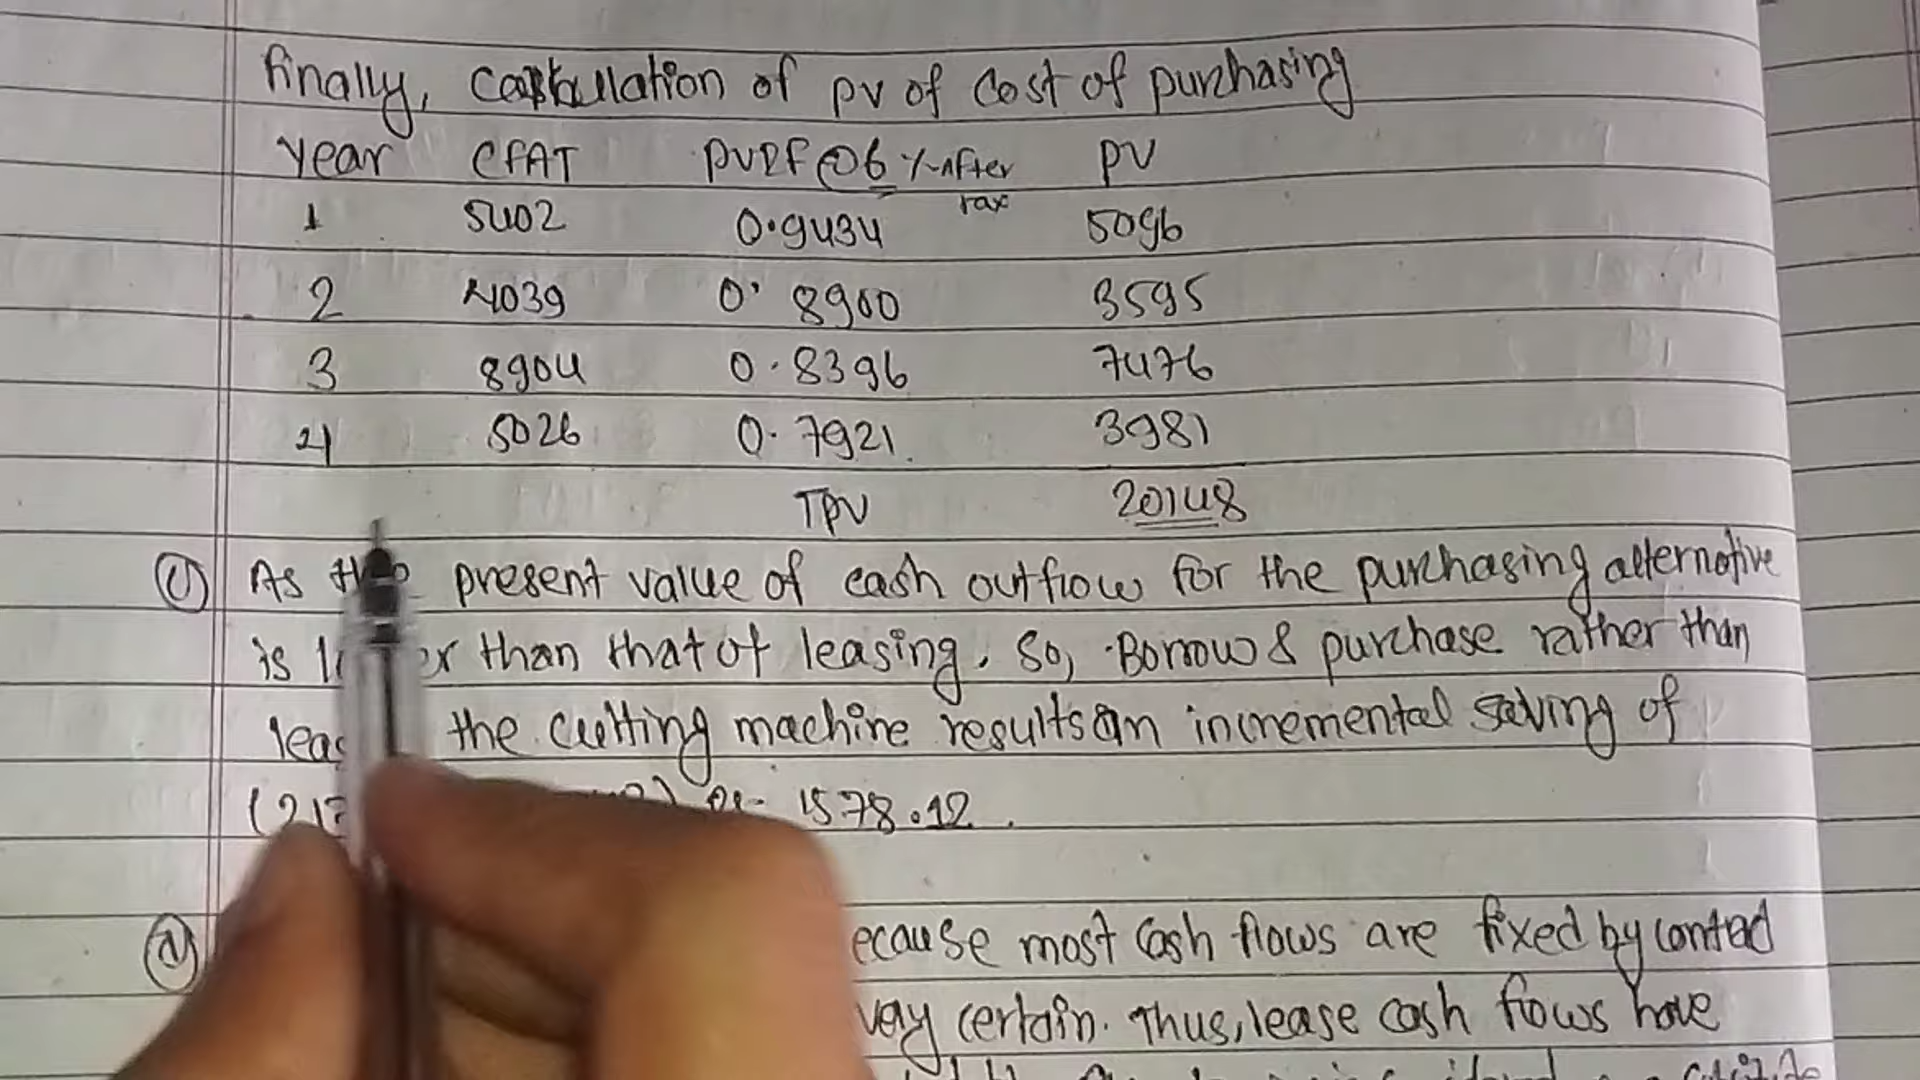 finally, Calculation of PV of Cost of purchasing
Year CFAT PVIF@6%-After tax PV
1 5402 0.9434 5096
2 4039 0.8900 3595
3 8904 0.8396 7476
4 5026 0.7921 3981
TPV 20148
① As the present value of cash outflow for the purchasing alternative
is than that of leasing. So, Borrow & purchase rather than
the cutting machine results an incremental saving of
1578.12.
most cash flows are fixed by contract
very certain. Thus, lease cash flows have